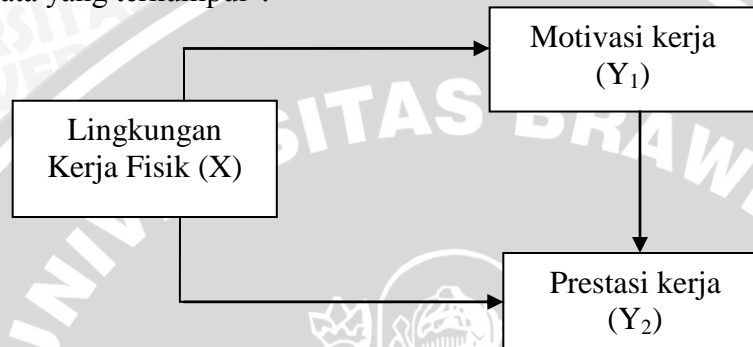 Motivasi kerja
(Y₁)
Lingkungan
Kerja Fisik (X)
Prestasi kerja
(Y₂)